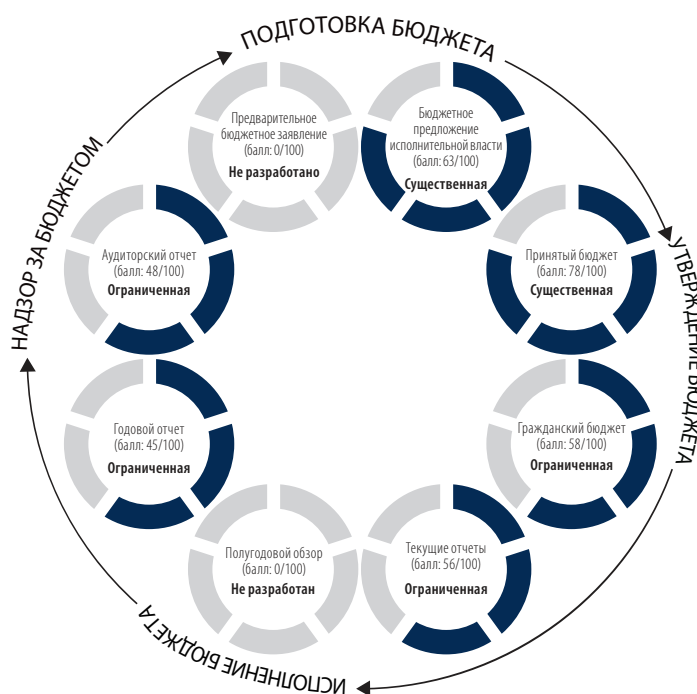 ПОДГОТОВКА БЮДЖЕТА
Предварительное
бюджетное заявление
(балл: 0/100)
Не разработано
Бюджетное
предложение
исполнительной власти
(балл: 63/100)
Существенная
УТВЕРЖДЕНИЕ БЮДЖЕТА
Принятый бюджет
(балл: 78/100)
Существенная
Гражданский бюджет
(балл: 58/100)
Ограниченная
Текущие отчеты
(балл: 56/100)
Ограниченная
ИСПОЛНЕНИЕ БЮДЖЕТА
Полугодовой обзор
(балл: 0/100)
Не разработан
Годовой отчет
(балл: 45/100)
Ограниченная
НАДЗОР ЗА БЮДЖЕТОМ
Аудиторский отчет
(балл: 48/100)
Ограниченная